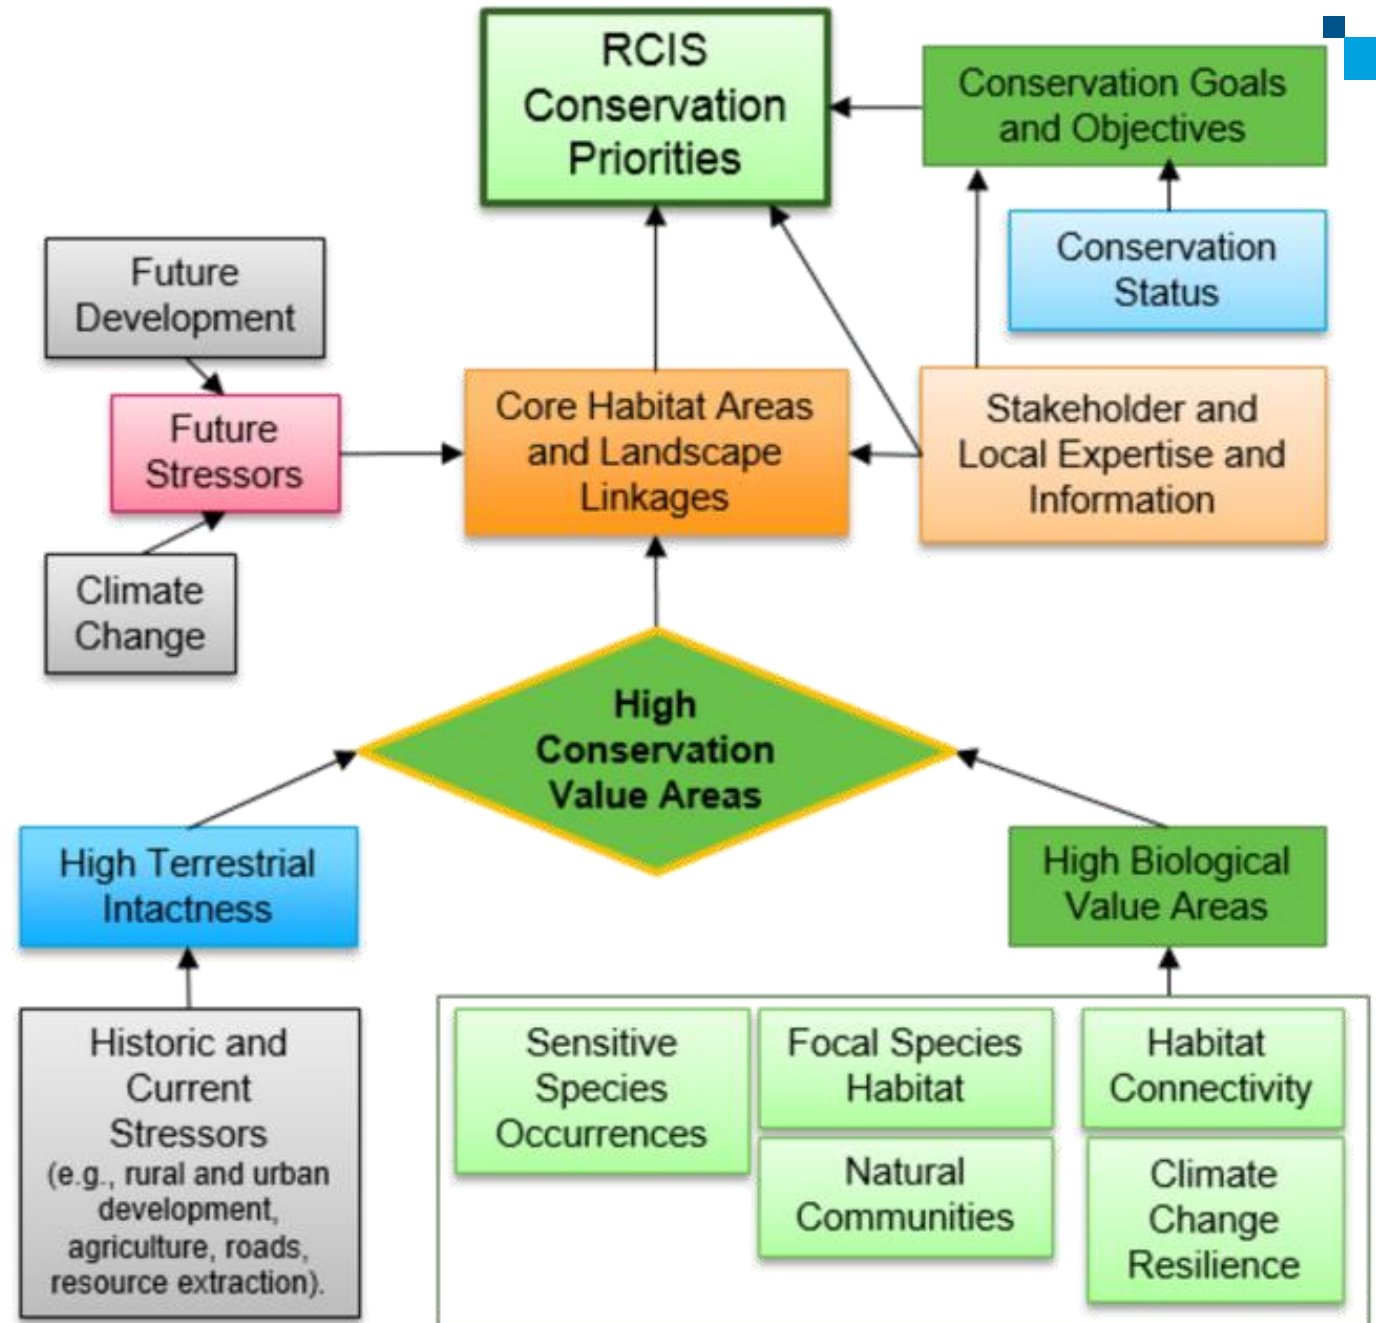 RCIS
Conservation
Priorities
Conservation Goals
and Objectives
Conservation
Status
Future
Development
Future
Stressors
Climate
Change
Core Habitat Areas
and Landscape
Linkages
Stakeholder and
Local Expertise and
Information
High
Conservation
Value Areas
High Terrestrial
Intactness
High Biological
Value Areas
Historic and
Current
Stressors
(e.g., rural and urban
development,
agriculture, roads,
resource extraction).
Sensitive
Species
Occurrences
Focal Species
Habitat
Habitat
Connectivity
Natural
Communities
Climate
Change
Resilience